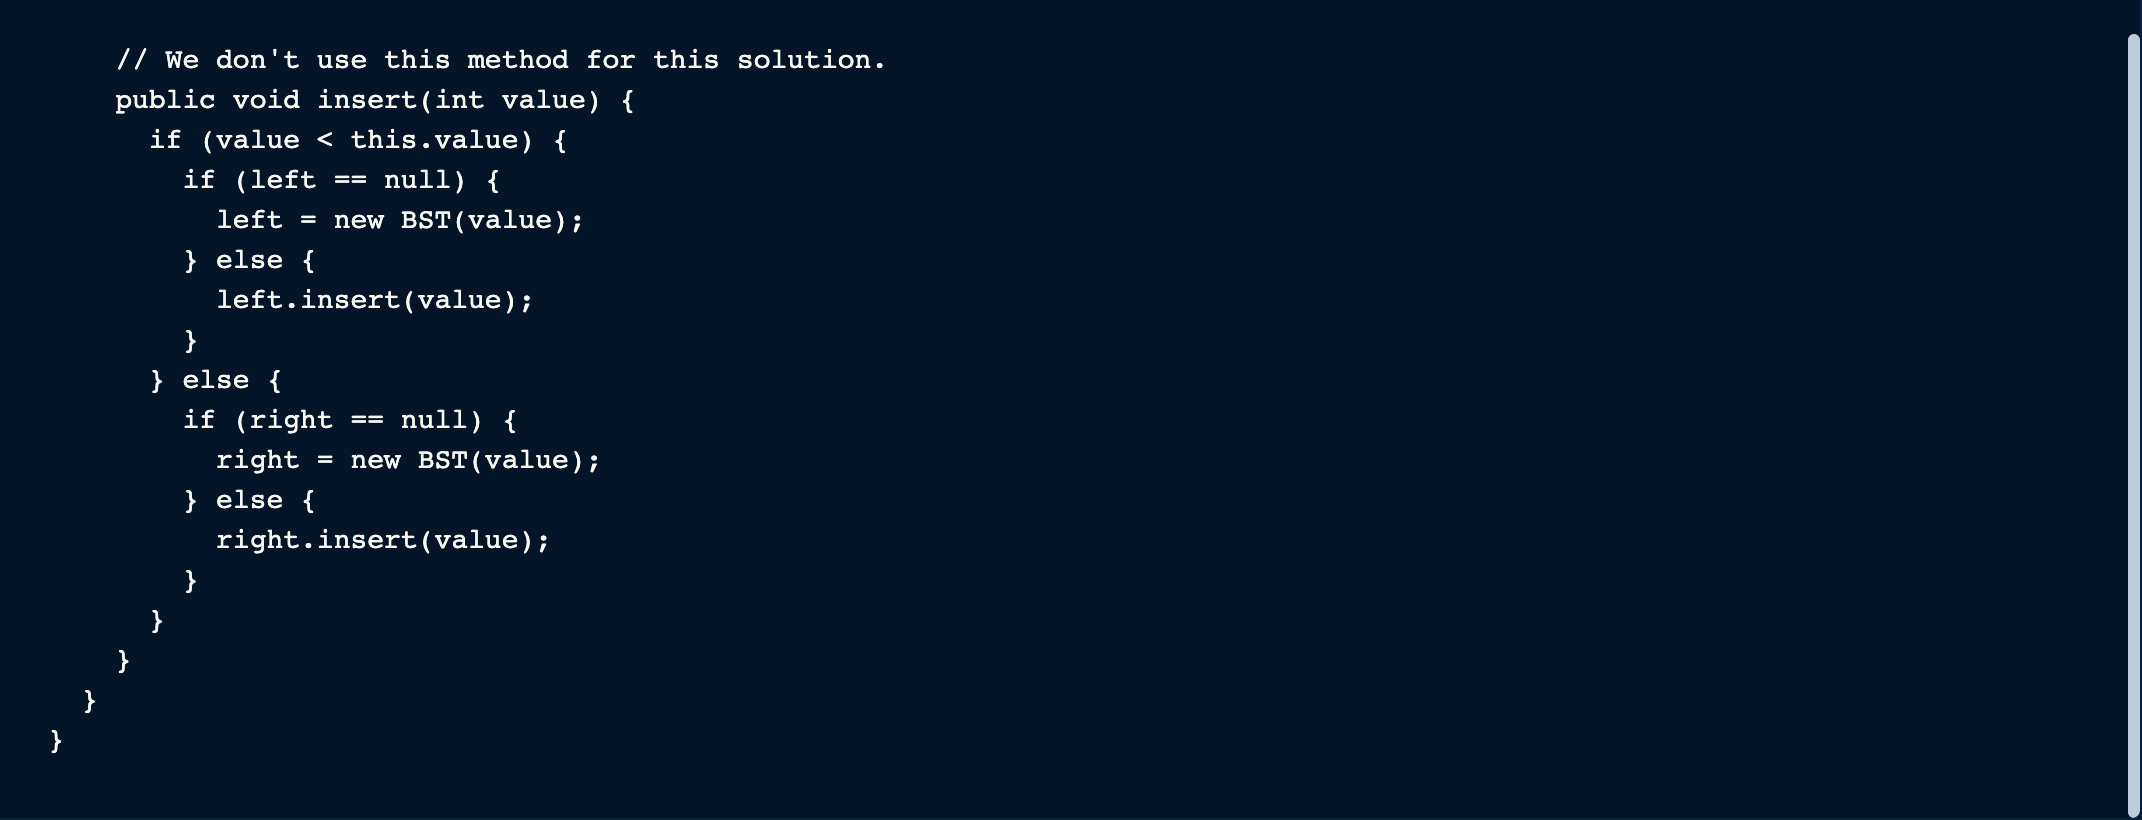 // We don't use this method for this solution.
public void insert(int value) {
if (value < this.value) {
if (left == null) {
left = new BST(value);
} else {
left.insert(value);
}
} else {
if (right == null) {
right = new BST(value);
} else {
right.insert(value);
}
}
}
}
}